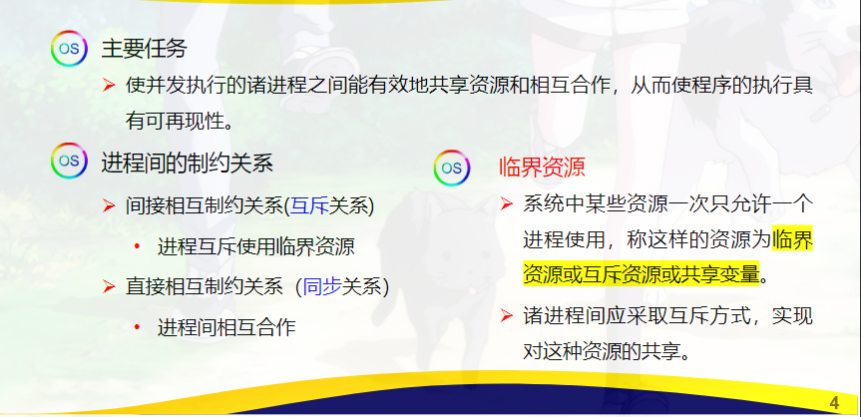 OS 主要任务
➢ 使并发执行的诸进程之间能有效地共享资源和相互合作，从而使程序的执行具
有可再现性。
OS 进程间的制约关系
➢ 间接相互制约关系(互斥关系)
• 进程互斥使用临界资源
➢ 直接相互制约关系（同步关系）
• 进程间相互合作
OS 临界资源
➢ 系统中某些资源一次只允许一个
进程使用，称这样的资源为临界
资源或互斥资源或共享变量。
➢ 诸进程间应采取互斥方式，实现
对这种资源的共享。
4